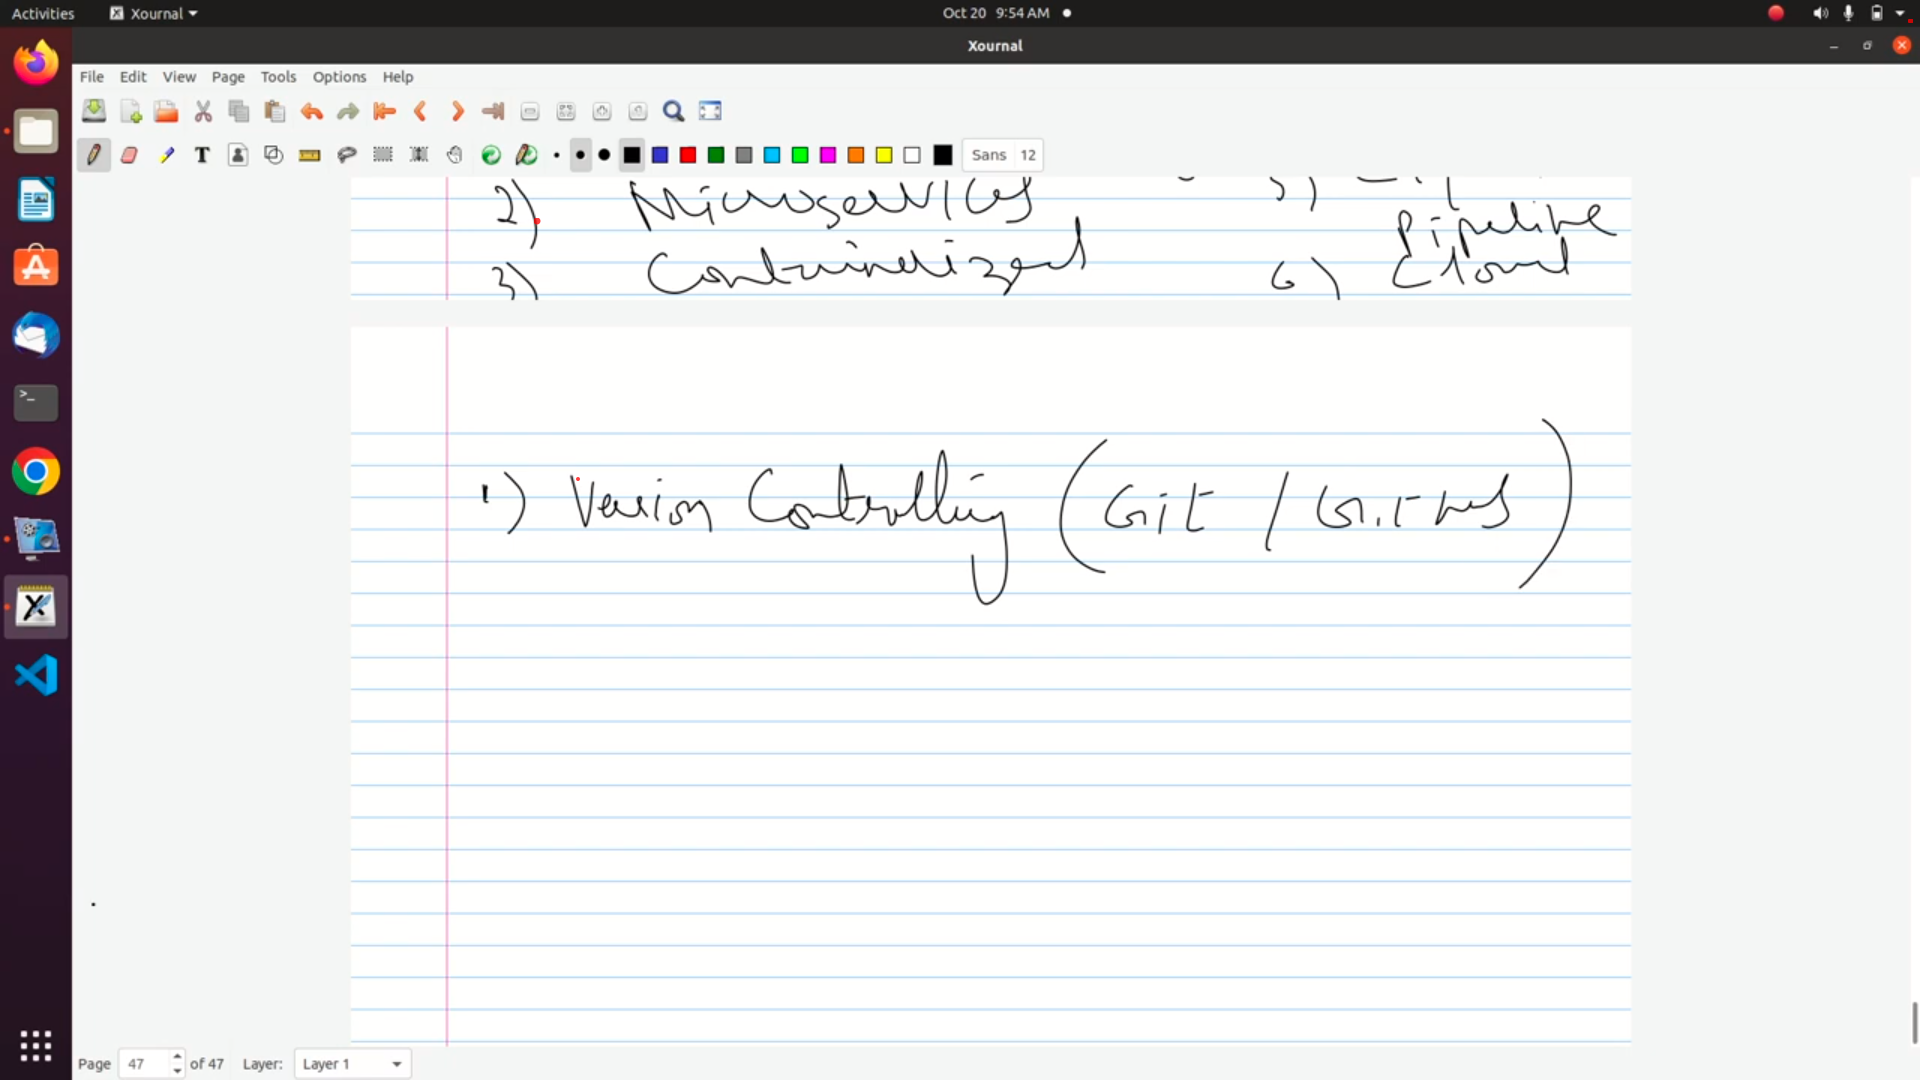 Activities Xournal Oct 20 9:54 AM
Xournal
File Edit View Page Tools Options Help
T Sans 12
2) Microservices 5)
Pipeline
3) Containerized 6) Cloud
1) Version Controlling (Git / GitHub)
Page 47 of 47 Layer: Layer 1